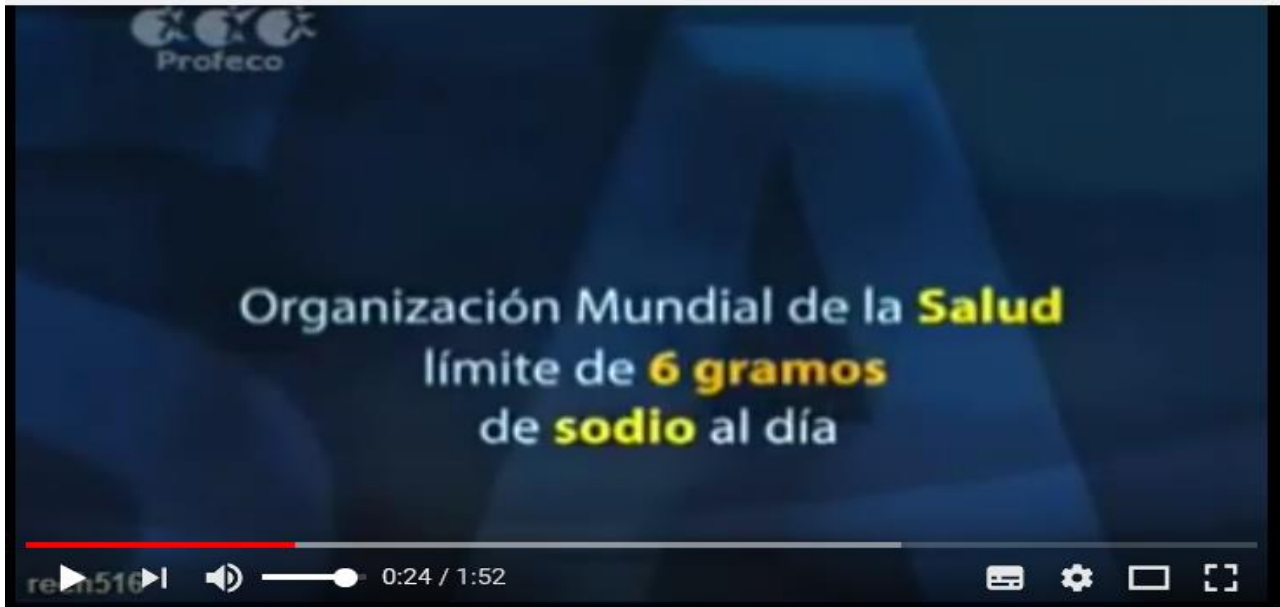 Profeco
Organización Mundial de la Salud
límite de 6 gramos
de sodio al día
0:24 / 1:52